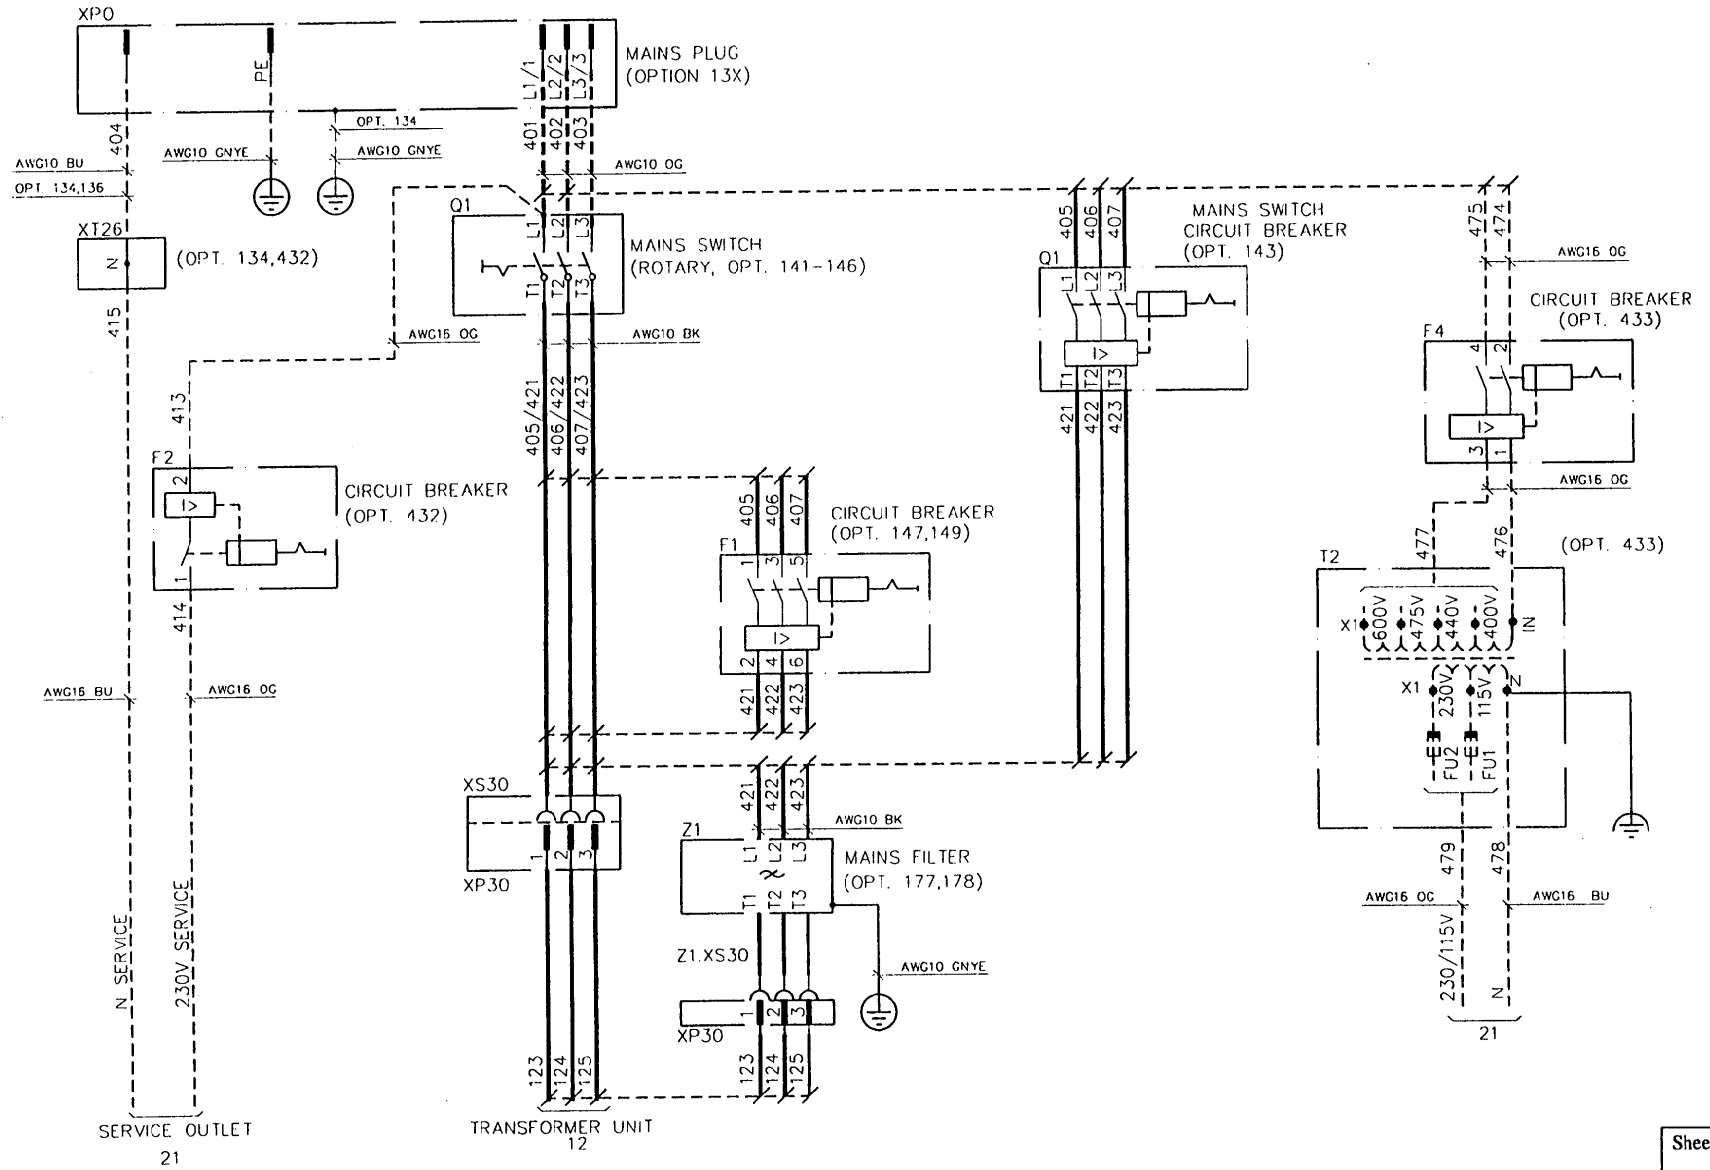 XP0
PE
L1/1
L2/2
L3/3
MAINS PLUG
(OPTION 13X)
404
OPT. 134
401
402
403
AWG10 BU
AWG10 GNYE
AWG10 GNYE
AWG10 OG
OPT. 134,136
XT26
N
(OPT. 134,432)
415
Q1
L1
L2
L3
T1
T2
T3
MAINS SWITCH
(ROTARY, OPT. 141-146)
AWG16 OG
AWG10 BK
405/421
406/422
407/423
405
406
407
MAINS SWITCH
CIRCUIT BREAKER
(OPT. 143)
Q1
L1
L2
L3
I>
T1
T2
T3
421
422
423
475
474
AWG16 OG
CIRCUIT BREAKER
(OPT. 433)
F4
4
2
I>
3
1
AWG16 OG
413
F2
2
I>
1
CIRCUIT BREAKER
(OPT. 432)
414
405
406
407
CIRCUIT BREAKER
(OPT. 147,149)
F1
1
3
5
I>
2
4
6
421
422
423
477
476
(OPT. 433)
T2
X1
600V
475V
440V
400V
IN
X1
230V
115V
N
FU2
FU1
AWG16 BU
AWG16 OG
XS30
1
2
3
XP30
421
422
423
AWG10 BK
Z1
L1
L2
L3
T1
T2
T3
MAINS FILTER
(OPT. 177,178)
479
478
AWG16 OG
AWG16 BU
N SERVICE
230V SERVICE
Z1.XS30
AWG10 GNYE
1
2
3
XP30
230/115V
N
21
123
124
125
123
124
125
SERVICE OUTLET
21
TRANSFORMER UNIT
12
Shee